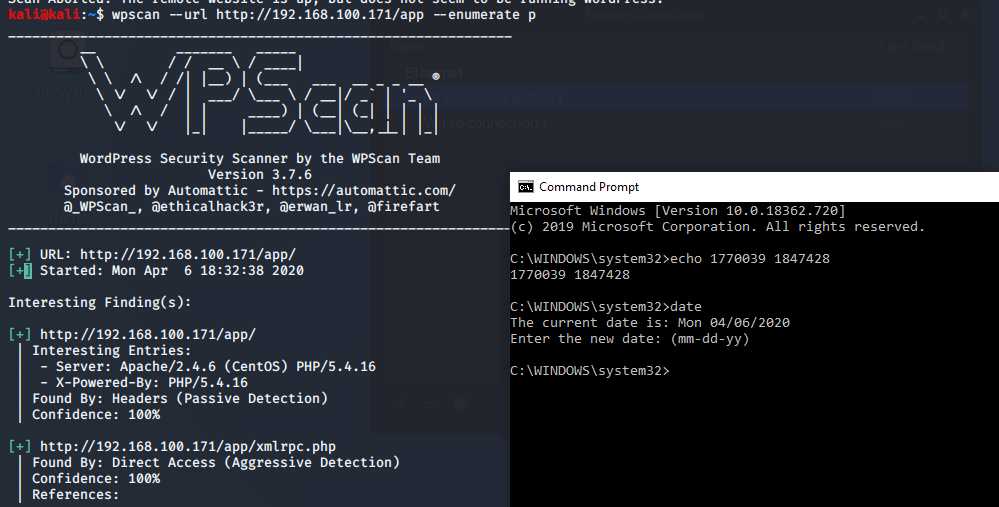 Scan Aborted: The remote website is up, but does not seem to be running WordPress.
kali@kali:~$ wpscan --url http://192.168.100.171/app --enumerate p
WordPress Security Scanner by the WPScan Team
Version 3.7.6
Sponsored by Automattic - https://automattic.com/
@_WPScan_, @ethicalhack3r, @erwan_lr, @firefart
[+] URL: http://192.168.100.171/app/
[+] Started: Mon Apr  6 18:32:38 2020
Interesting Finding(s):
[+] http://192.168.100.171/app/
| Interesting Entries:
|  - Server: Apache/2.4.6 (CentOS) PHP/5.4.16
|  - X-Powered-By: PHP/5.4.16
| Found By: Headers (Passive Detection)
| Confidence: 100%
[+] http://192.168.100.171/app/xmlrpc.php
| Found By: Direct Access (Aggressive Detection)
| Confidence: 100%
| References:
Command Prompt
Microsoft Windows [Version 10.0.18362.720]
(c) 2019 Microsoft Corporation. All rights reserved.
C:\WINDOWS\system32>echo 1770039 1847428
1770039 1847428
C:\WINDOWS\system32>date
The current date is: Mon 04/06/2020
Enter the new date: (mm-dd-yy)
C:\WINDOWS\system32>